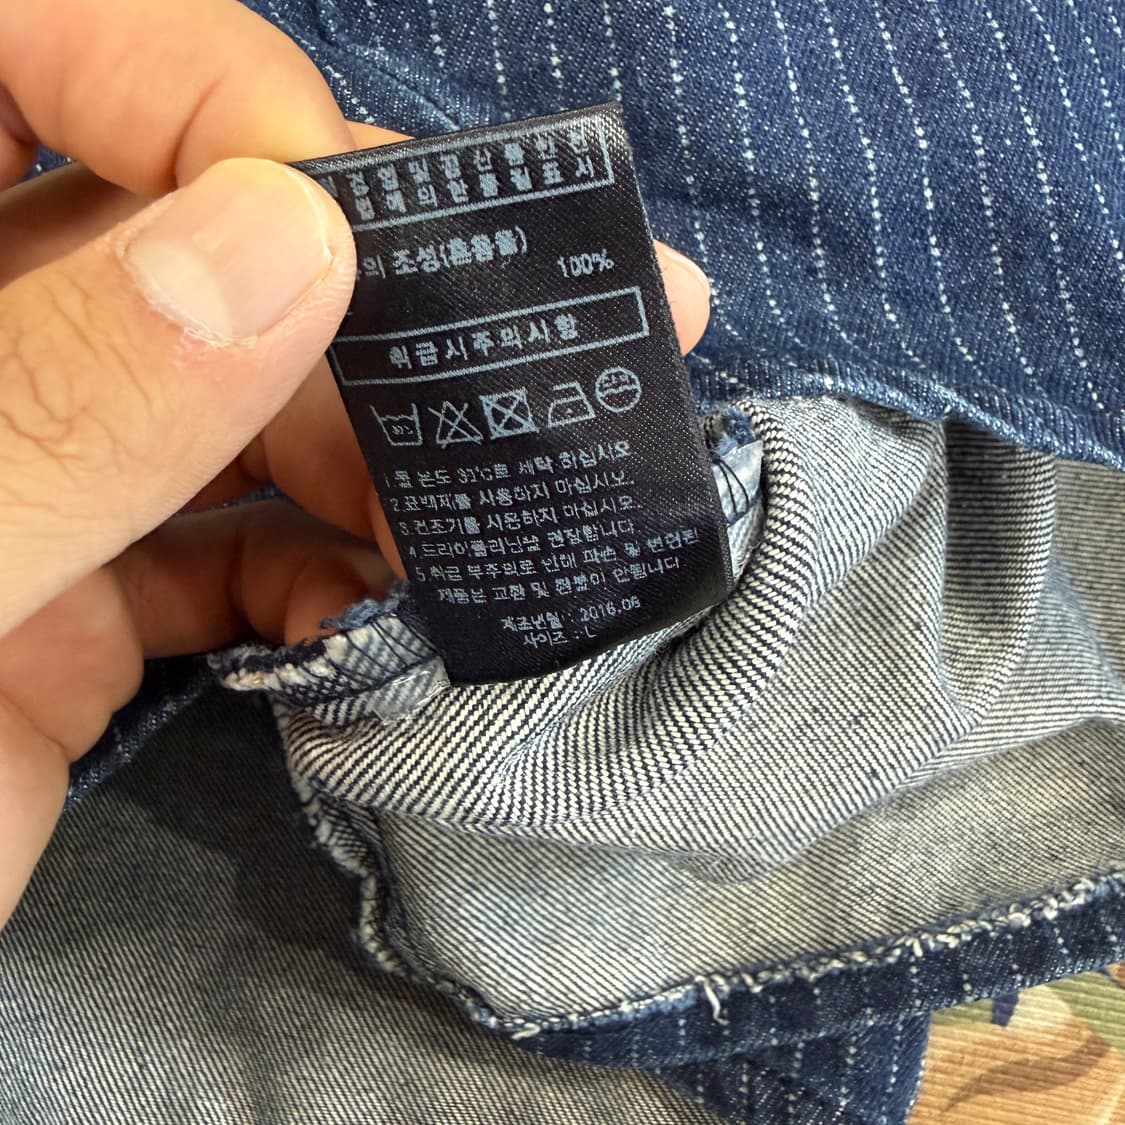 의 조성(혼용률)
100%
취급시주의시항
1.물 온도 30℃로 세탁 하십시오
2.표백제를 사용하지 마십시오.
3.건조기를 사용하지 마십시오.
4.드라이클리닝을 권장합니다.
5.취급 부주의로 인해 파손 및 변형된
제품은 교환 및 환불이 안됩니다
제조년월 : 2016.06
사이즈 : L